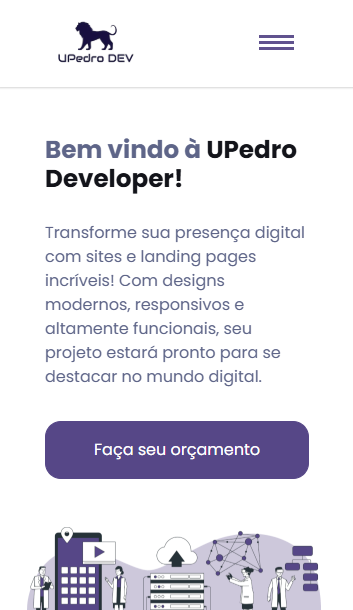 UPedro DEV
Bem vindo à UPedro
Developer!
Transforme sua presença digital
com sites e landing pages
incríveis! Com designs
modernos, responsivos e
altamente funcionais, seu
projeto estará pronto para se
destacar no mundo digital.
Faça seu orçamento